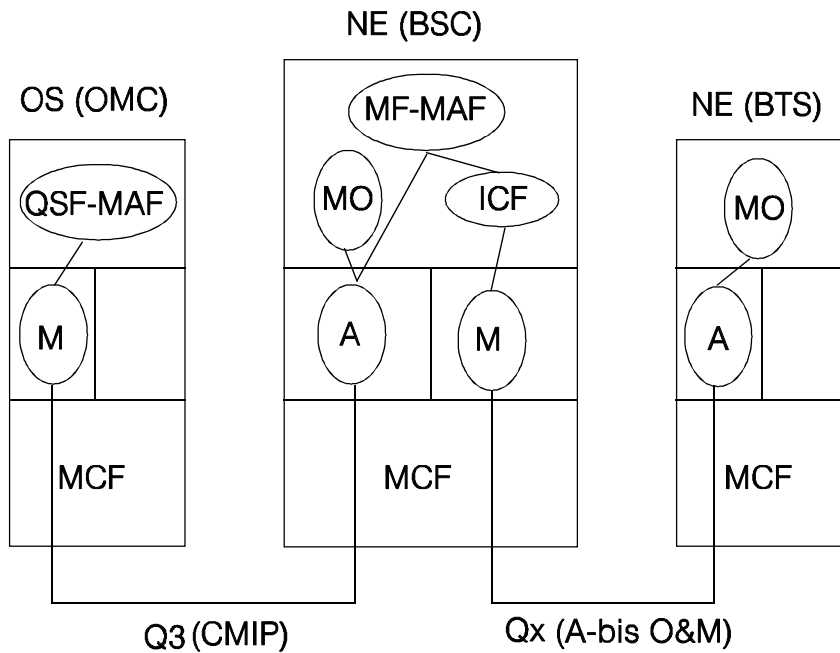 NE (BSC)
OS (OMC)
NE (BTS)
MF-MAF
QSF-MAF
MO
ICF
MO
M
A
M
A
MCF
MCF
MCF
Q3 (CMIP)
Qx (A-bis O&M)